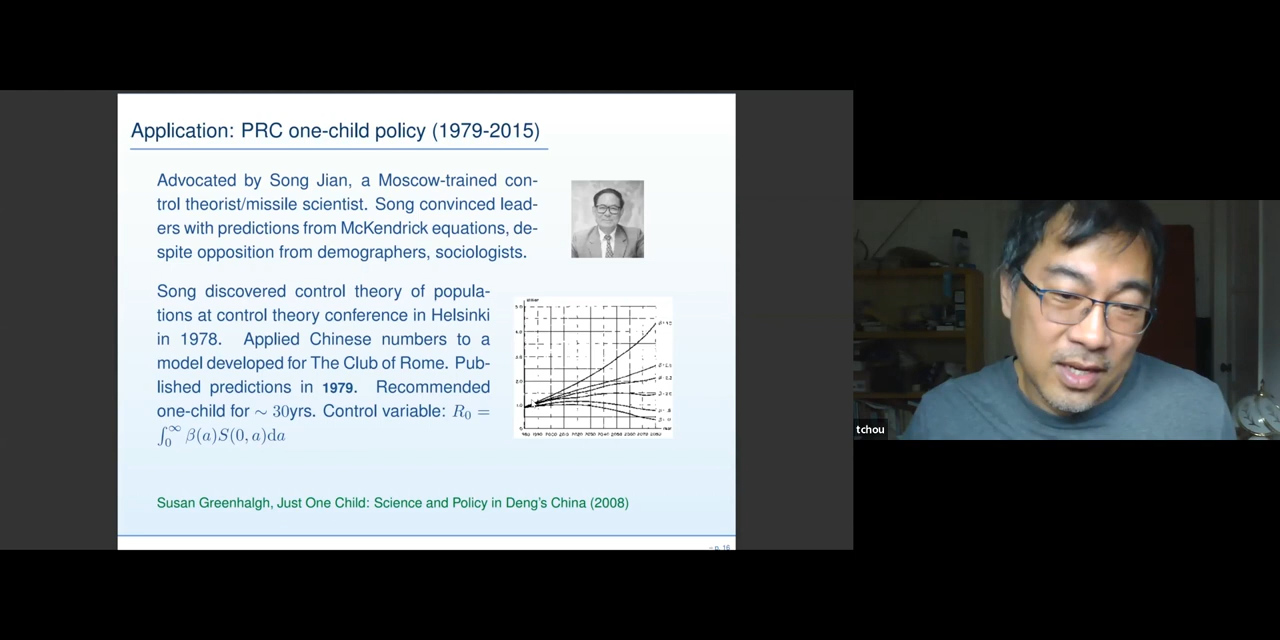 Application: PRC one-child policy (1979-2015)
Advocated by Song Jian, a Moscow-trained con-
trol theorist/missile scientist. Song convinced lead-
ers with predictions from McKendrick equations, de-
spite opposition from demographers, sociologists.
Song discovered control theory of popula-
tions at control theory conference in Helsinki
in 1978. Applied Chinese numbers to a
model developed for The Club of Rome. Pub-
lished predictions in 1979. Recommended
one-child for ∼ 30yrs. Control variable: R₀ =
∫₀^∞ β(a)S(0, a)da
Susan Greenhalgh, Just One Child: Science and Policy in Deng's China (2008)
– p. 16
tchou